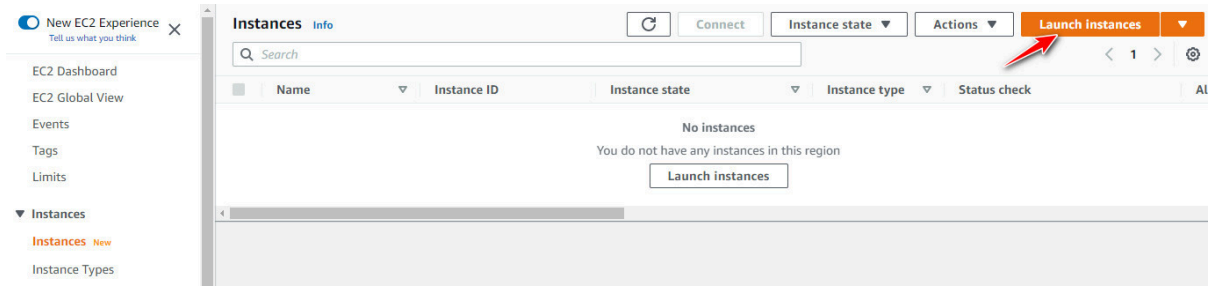 New EC2 Experience
Tell us what you think
EC2 Dashboard
EC2 Global View
Events
Tags
Limits
Instances
Instances New
Instance Types
Instances Info
Connect
Instance state
Actions
Launch instances
Search
1
Name
Instance ID
Instance state
Instance type
Status check
Al
No instances
You do not have any instances in this region
Launch instances